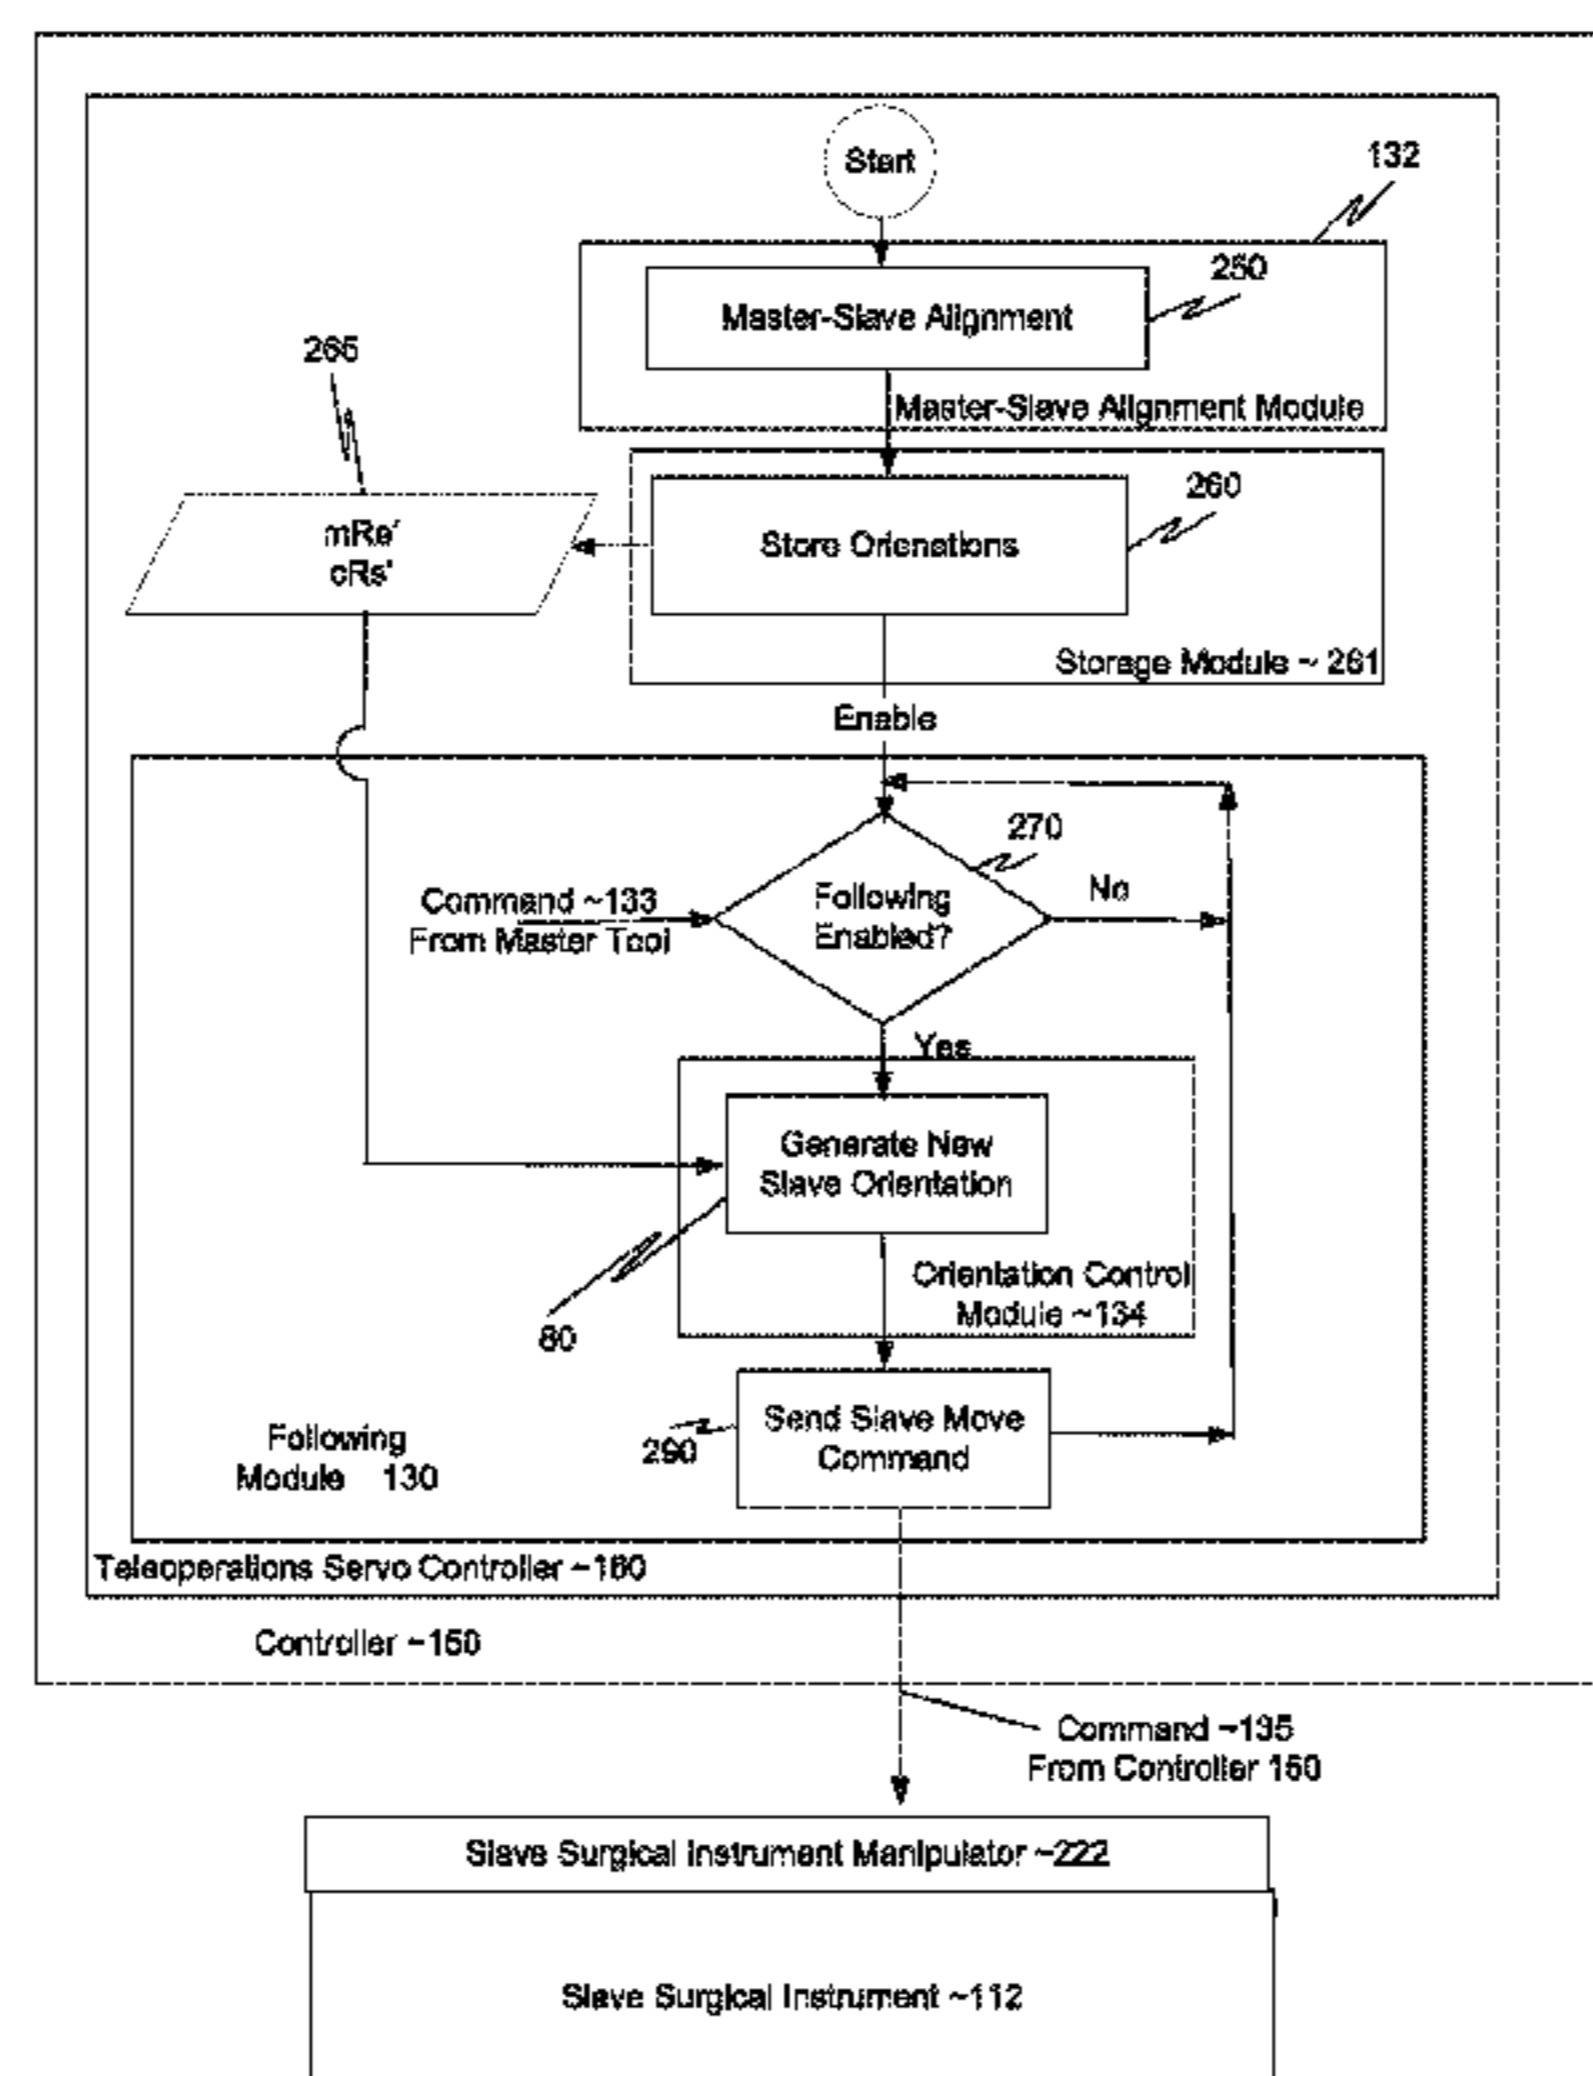 Start
132
250
Master-Slave Alignment
265
Master-Slave Alignment Module
260
mRe'
cRs'
Store Orienations
Storage Module ~ 261
Enable
270
Command ~133
From Master Tool
Following
Enabled?
No
Yes
Generate New
Slave Orientation
Orientation Control
Module ~134
80
Send Slave Move
Command
290
Following
Module 130
Teleoperations Servo Controller ~160
Controller ~150
Command ~135
From Controller 150
Slave Surgical Instrument Manipulator ~222
Slave Surgical Instrument ~112